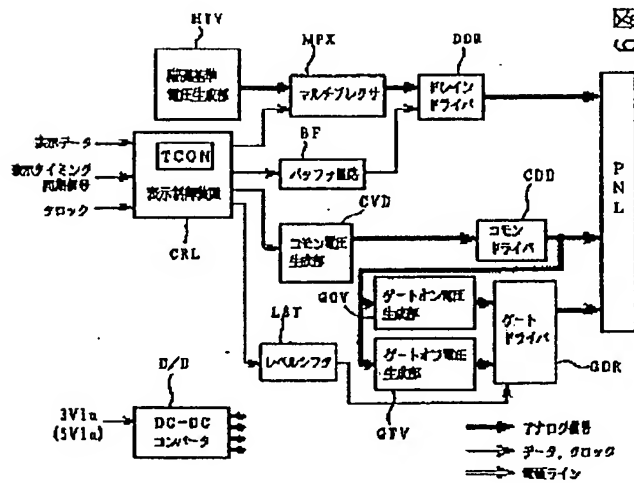 図
6
HTV
階調基準
電圧生成部
MPX
マルチプレクサ
DDR
ドレイン
ドライバ
表示データ
表示タイミング
同期信号
クロック
TCON
表示制御装置
CRL
BF
バッファ回路
CVD
コモン電圧
生成部
CDD
コモン
ドライバ
PNL
GOV
ゲートオン電圧
生成部
ゲートオフ電圧
生成部
GFV
ゲート
ドライバ
GDR
LST
レベルシフタ
D/D
3V1n
(5V1n)
DC-DC
コンバータ
アナログ信号
データ,クロック
電源ライン